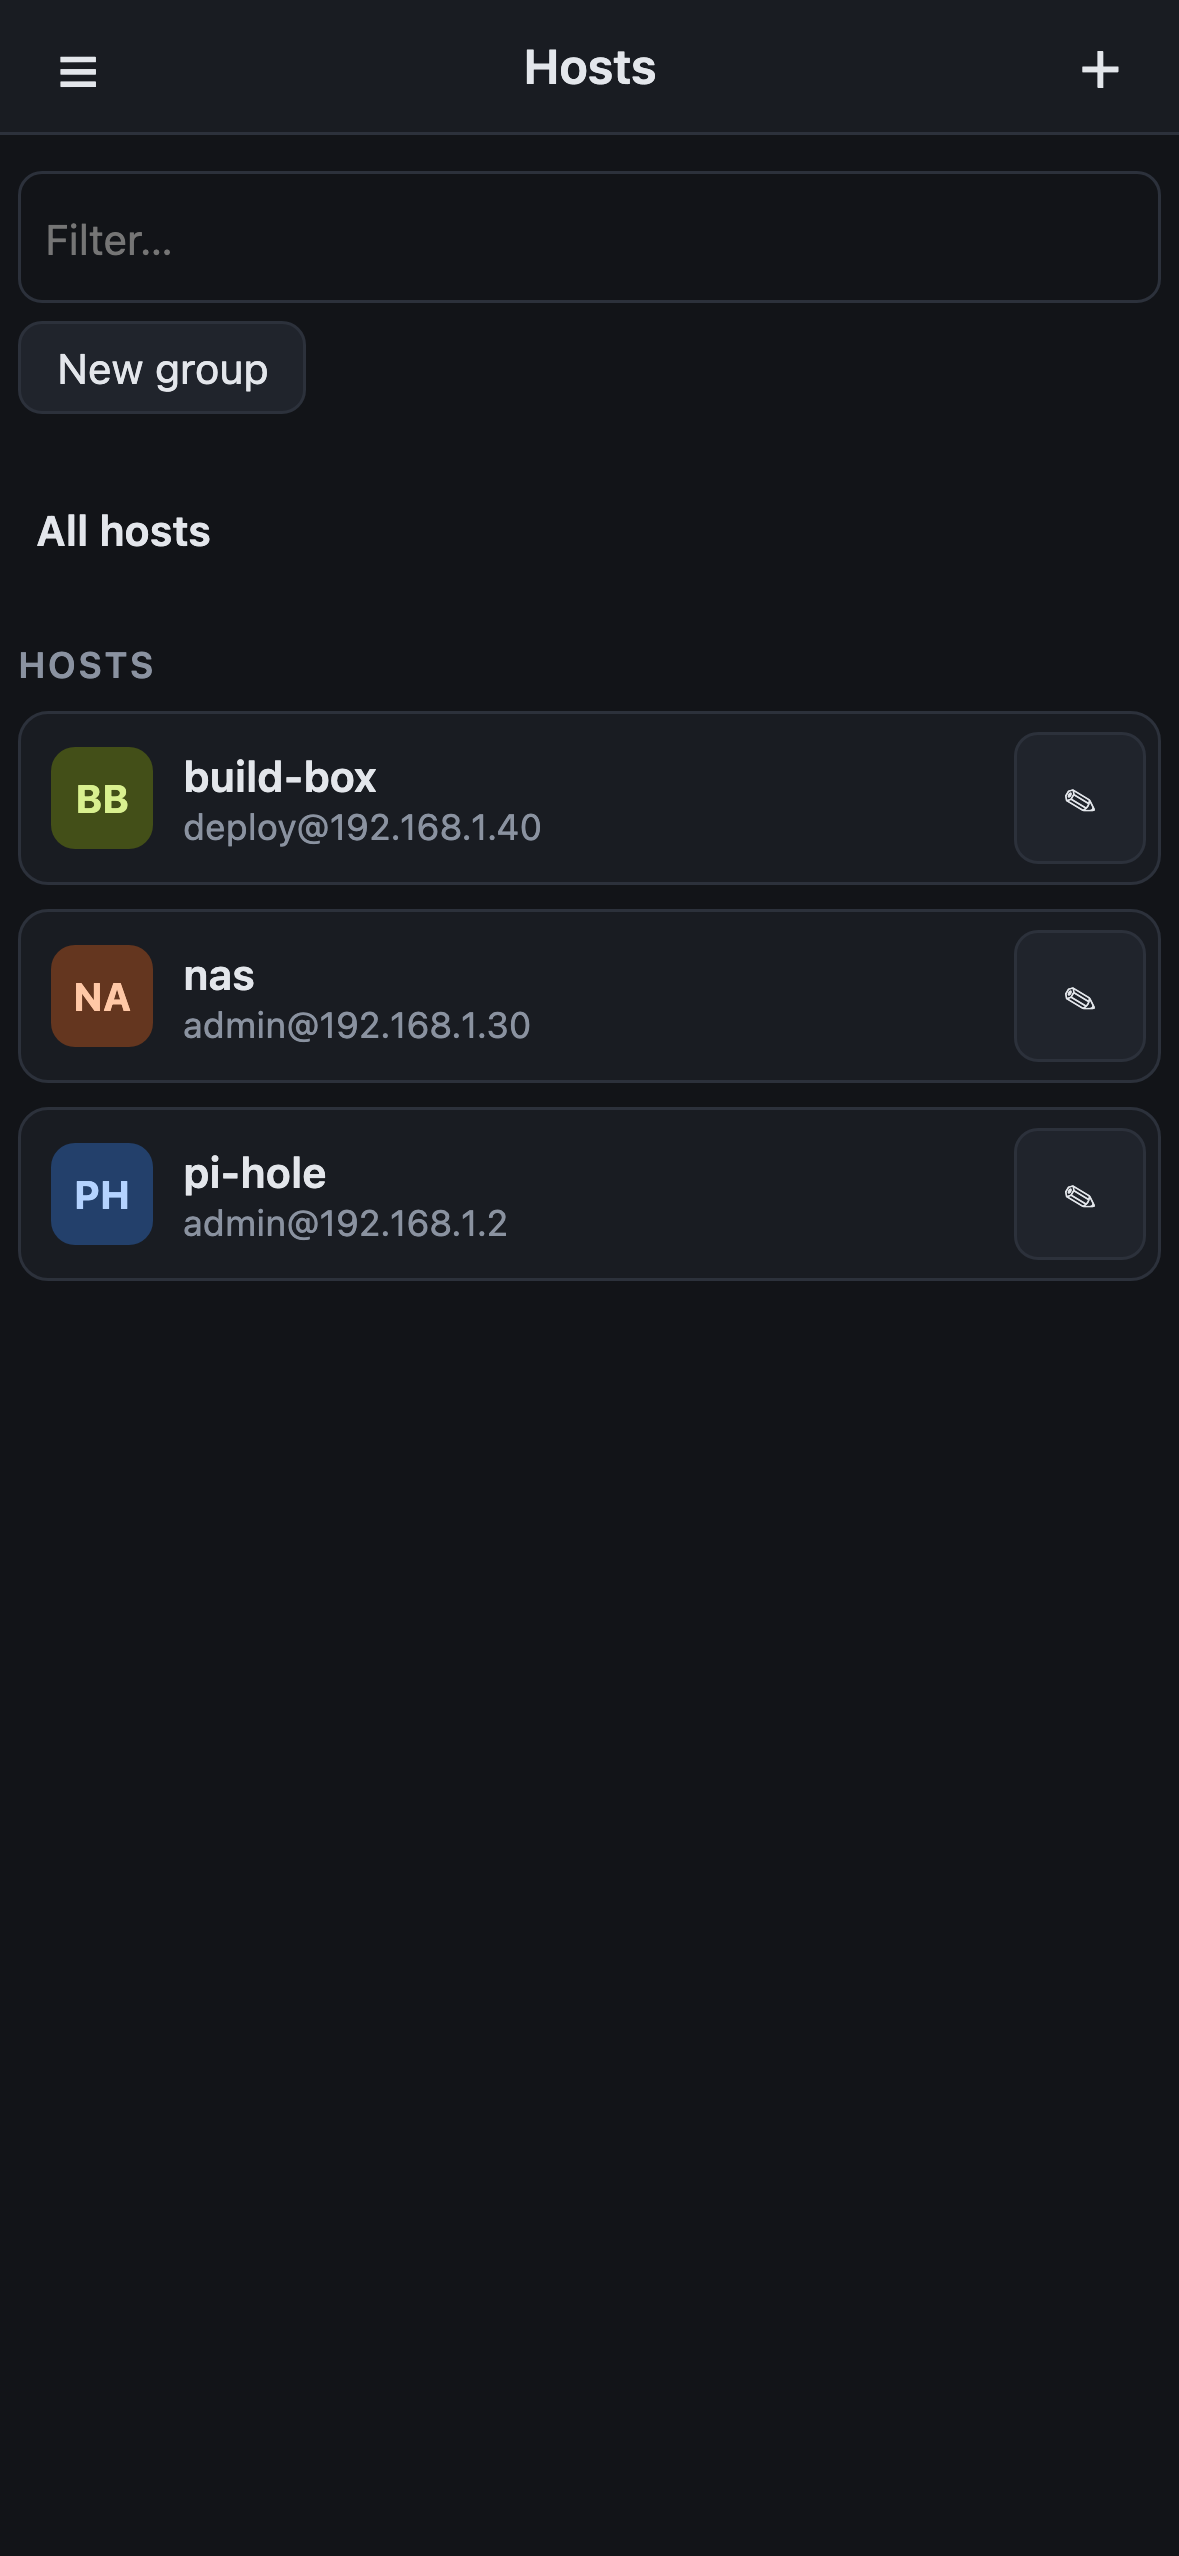 Hosts
Filter...
New group
All hosts
HOSTS
BB
build-box
deploy@192.168.1.40
NA
nas
admin@192.168.1.30
PH
pi-hole
admin@192.168.1.2